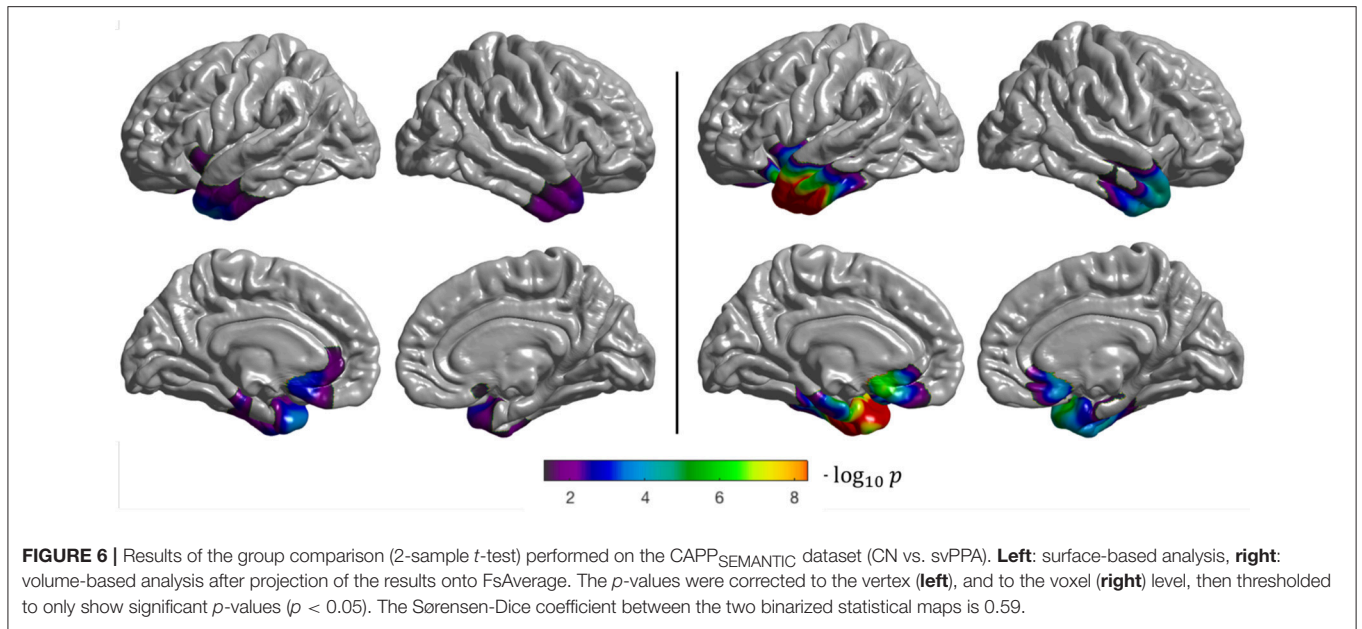 2 4 6 8
- log₁₀ p
FIGURE 6 | Results of the group comparison (2-sample t-test) performed on the CAPP_SEMANTIC dataset (CN vs. svPPA). Left: surface-based analysis, right:
volume-based analysis after projection of the results onto FsAverage. The p-values were corrected to the vertex (left), and to the voxel (right) level, then thresholded
to only show significant p-values (p < 0.05). The Sørensen-Dice coefficient between the two binarized statistical maps is 0.59.